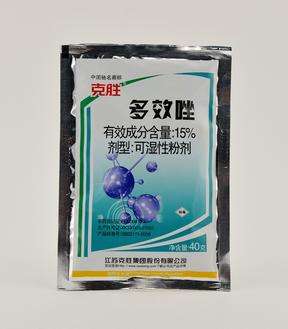 中国驰名商标
克胜
多效唑
有效成分含量:15%
剂型:可湿性粉剂
净含量:40克
江苏克胜集团股份有限公司